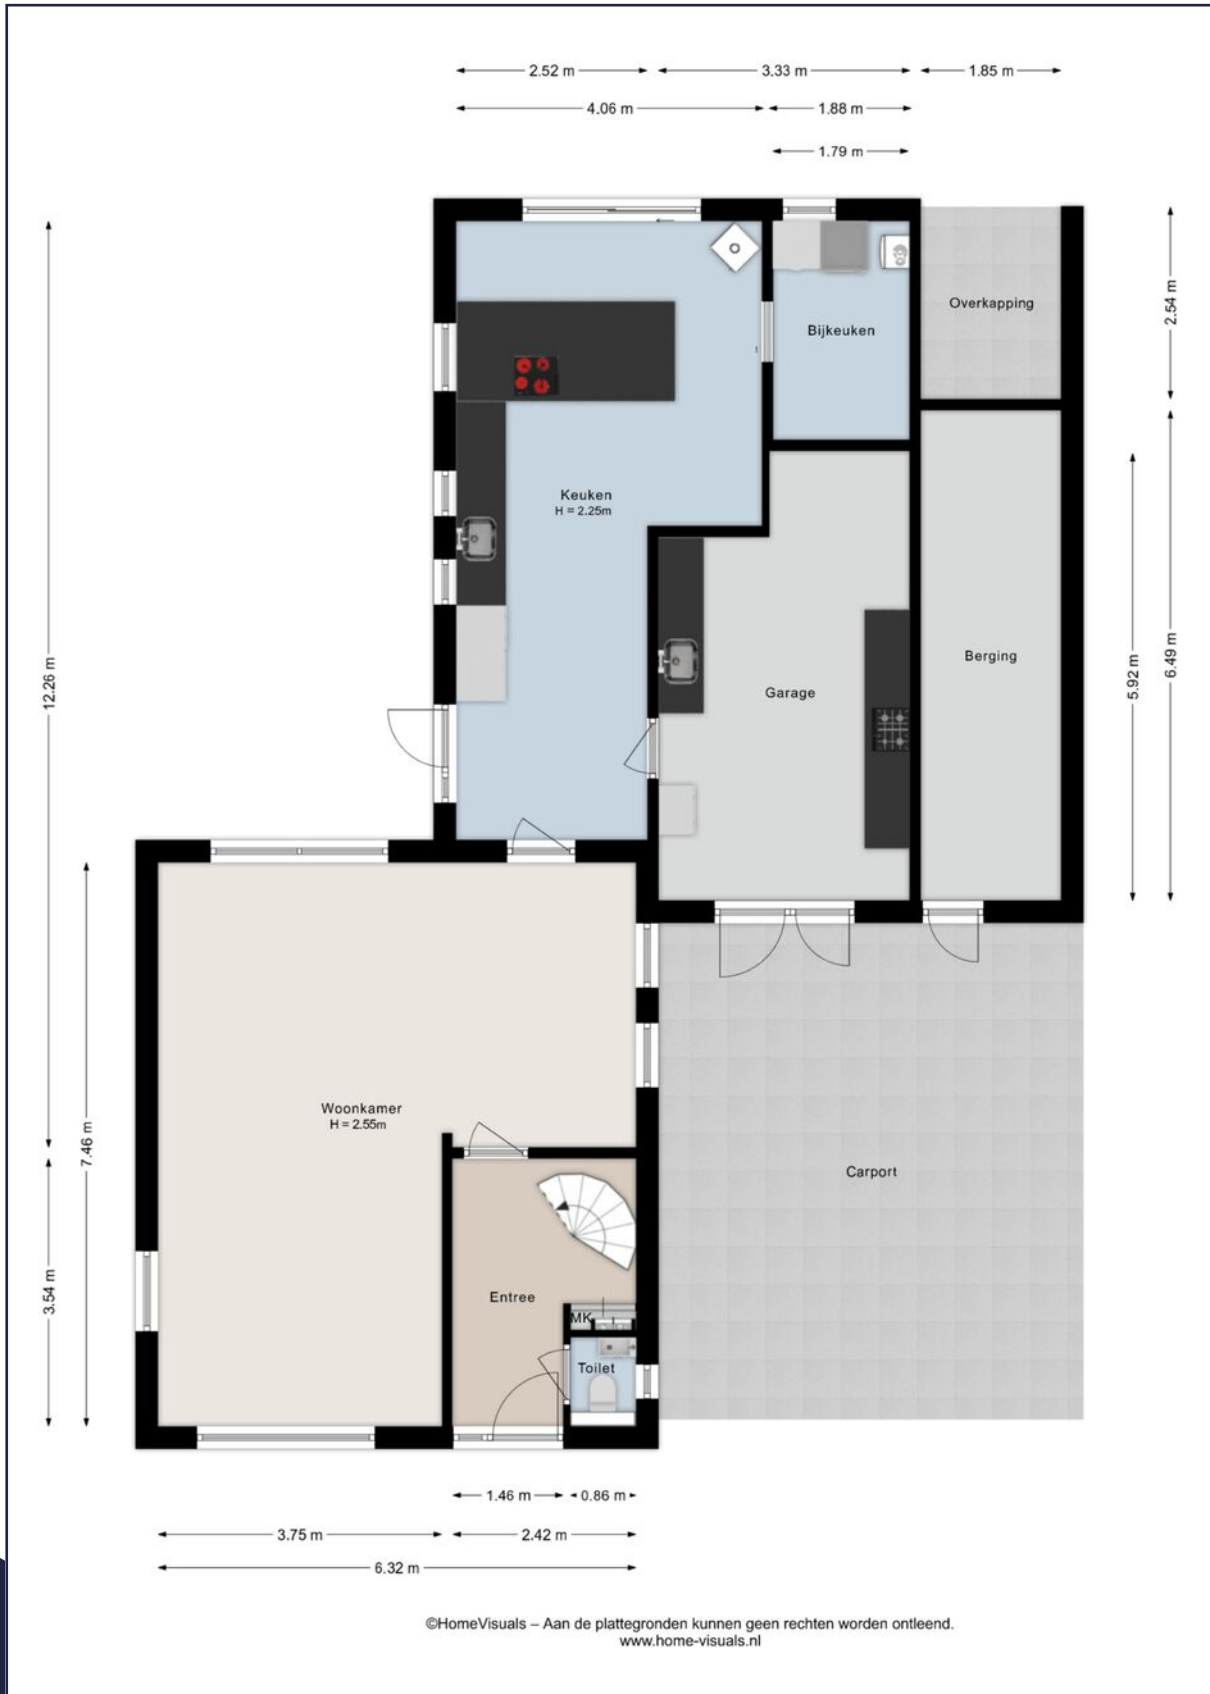 2.52 m
3.33 m
1.85 m
4.06 m
1.88 m
1.79 m
2.54 m
Overkapping
Bijkeuken
Keuken
H = 2.25m
12.26 m
Berging
6.49 m
5.92 m
Garage
Woonkamer
H = 2.55m
7.46 m
Carport
3.54 m
Entree
MK
Toilet
1.46 m
0.86 m
3.75 m
2.42 m
6.32 m
©HomeVisuals – Aan de plattegronden kunnen geen rechten worden ontleend.
www.home-visuals.nl